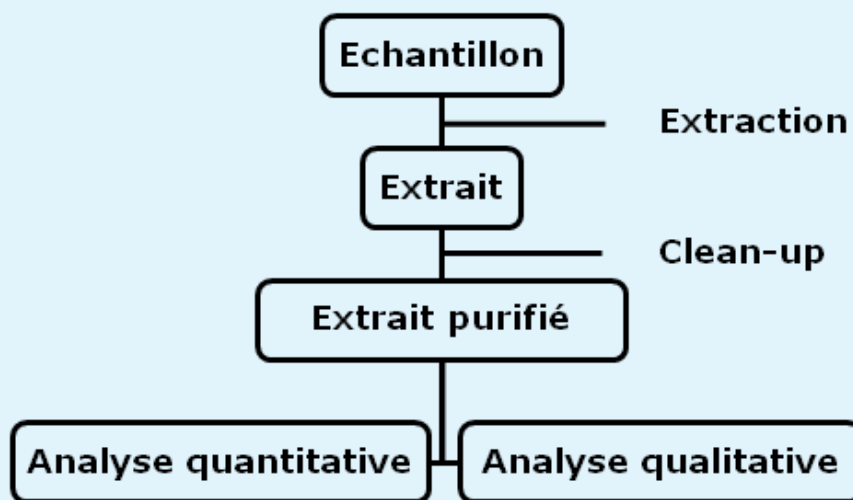 Echantillon
Extraction
Extrait
Clean-up
Extrait purifié
Analyse quantitative
Analyse qualitative